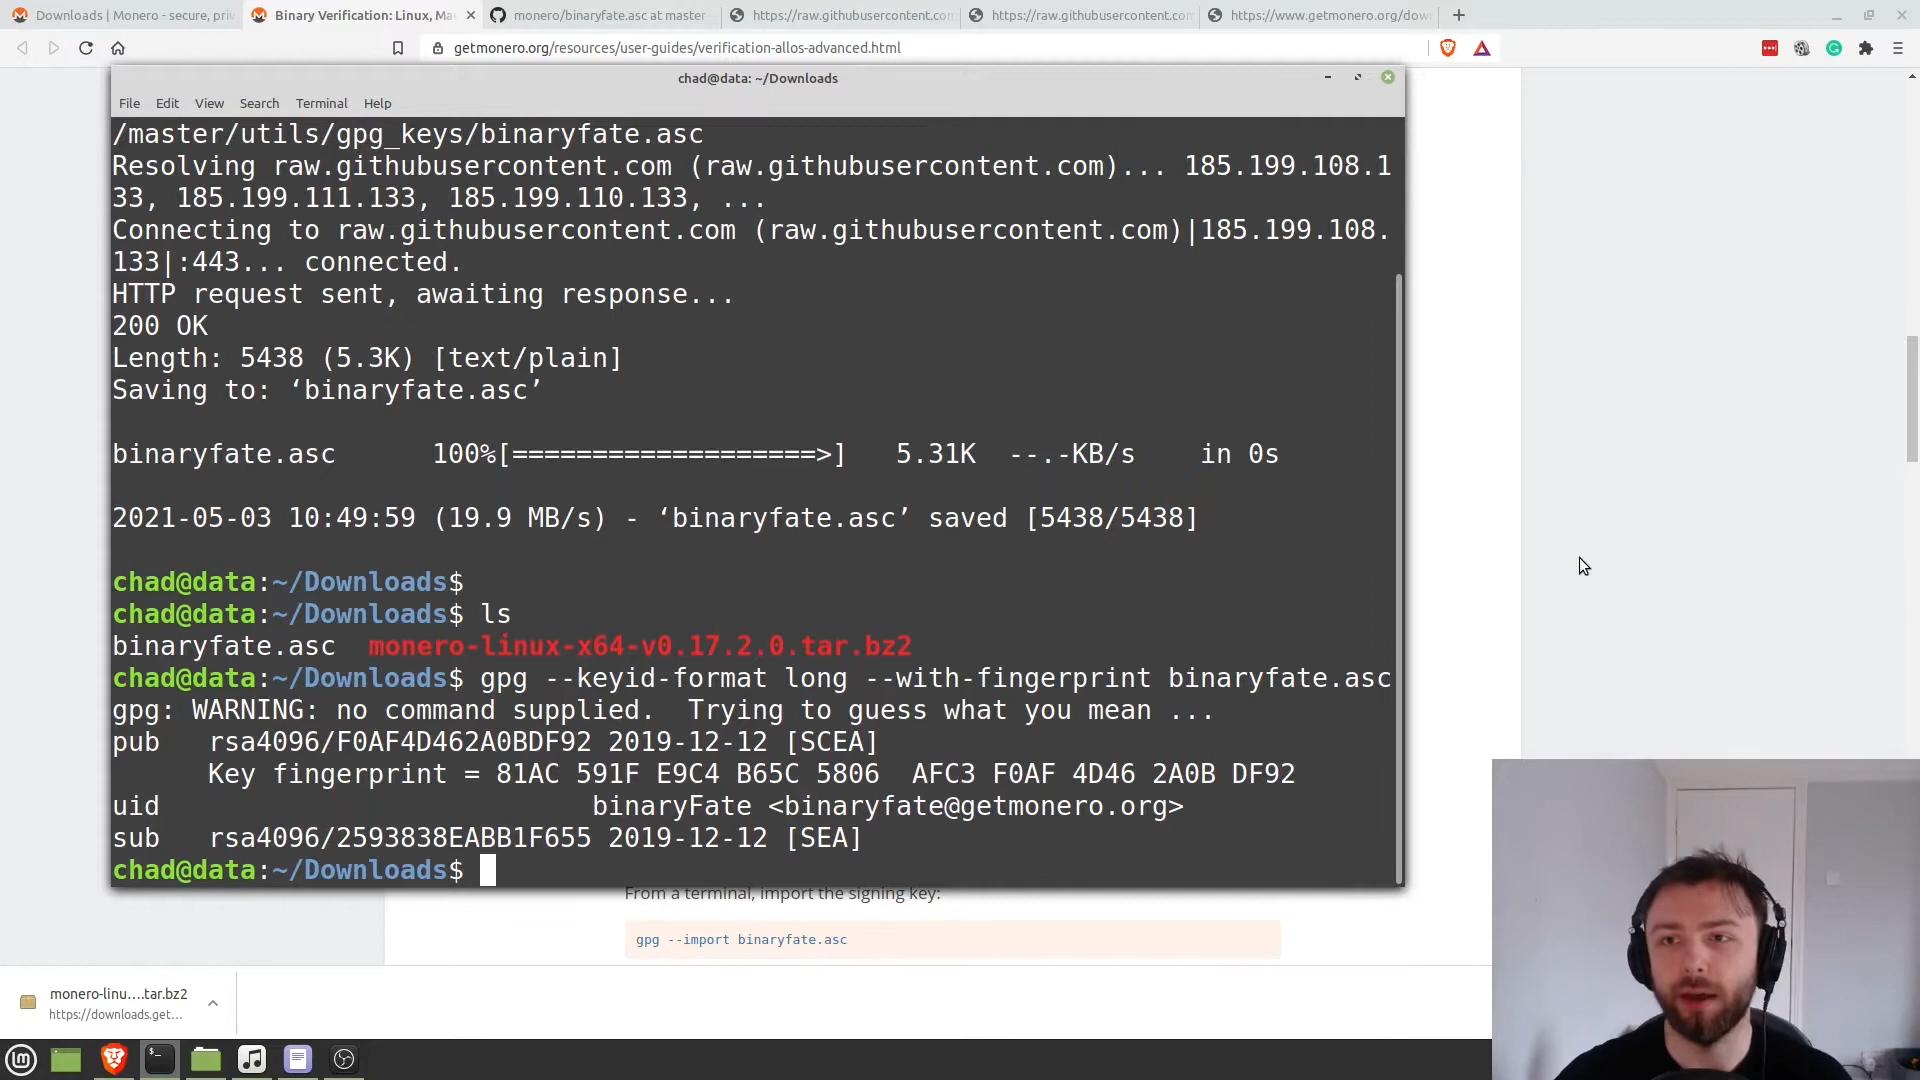 Downloads | Monero - secure, priv
Binary Verification: Linux, Ma
monero/binaryfate.asc at master
https://raw.githubusercontent.com
https://raw.githubusercontent.com
https://www.getmonero.org/dow
getmonero.org/resources/user-guides/verification-allos-advanced.html
chad@data: ~/Downloads
File Edit View Search Terminal Help
/master/utils/gpg_keys/binaryfate.asc
Resolving raw.githubusercontent.com (raw.githubusercontent.com)... 185.199.108.1
33, 185.199.111.133, 185.199.110.133, ...
Connecting to raw.githubusercontent.com (raw.githubusercontent.com)|185.199.108.
133|:443... connected.
HTTP request sent, awaiting response...
200 OK
Length: 5438 (5.3K) [text/plain]
Saving to: ‘binaryfate.asc’
binaryfate.asc 100%[===================>] 5.31K --.-KB/s in 0s
2021-05-03 10:49:59 (19.9 MB/s) - ‘binaryfate.asc’ saved [5438/5438]
chad@data:~/Downloads$
chad@data:~/Downloads$ ls
binaryfate.asc monero-linux-x64-v0.17.2.0.tar.bz2
chad@data:~/Downloads$ gpg --keyid-format long --with-fingerprint binaryfate.asc
gpg: WARNING: no command supplied. Trying to guess what you mean ...
pub rsa4096/F0AF4D462A0BDF92 2019-12-12 [SCEA]
Key fingerprint = 81AC 591F E9C4 B65C 5806 AFC3 F0AF 4D46 2A0B DF92
uid binaryFate <binaryfate@getmonero.org>
sub rsa4096/2593838EABB1F655 2019-12-12 [SEA]
chad@data:~/Downloads$
From a terminal, import the signing key:
gpg --import binaryfate.asc
monero-linu....tar.bz2
https://downloads.get...